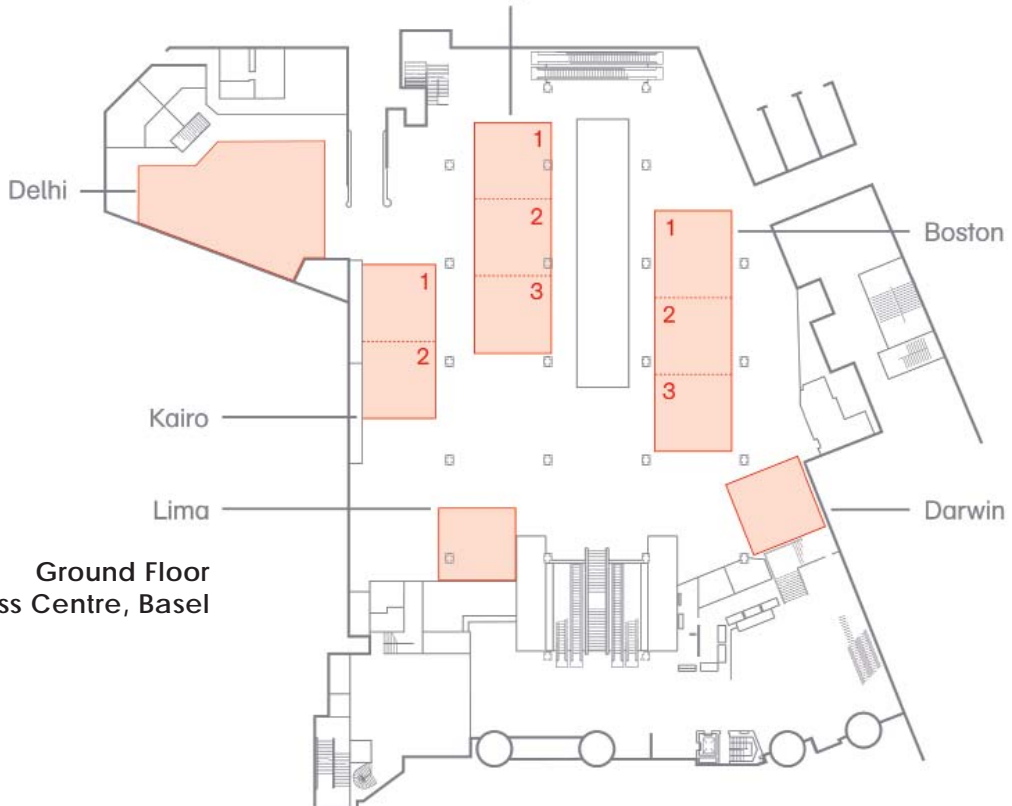 1
Delhi
2
1
Boston
1
3
2
2
3
Kairo
Lima
Darwin
Ground Floor
ss Centre, Basel